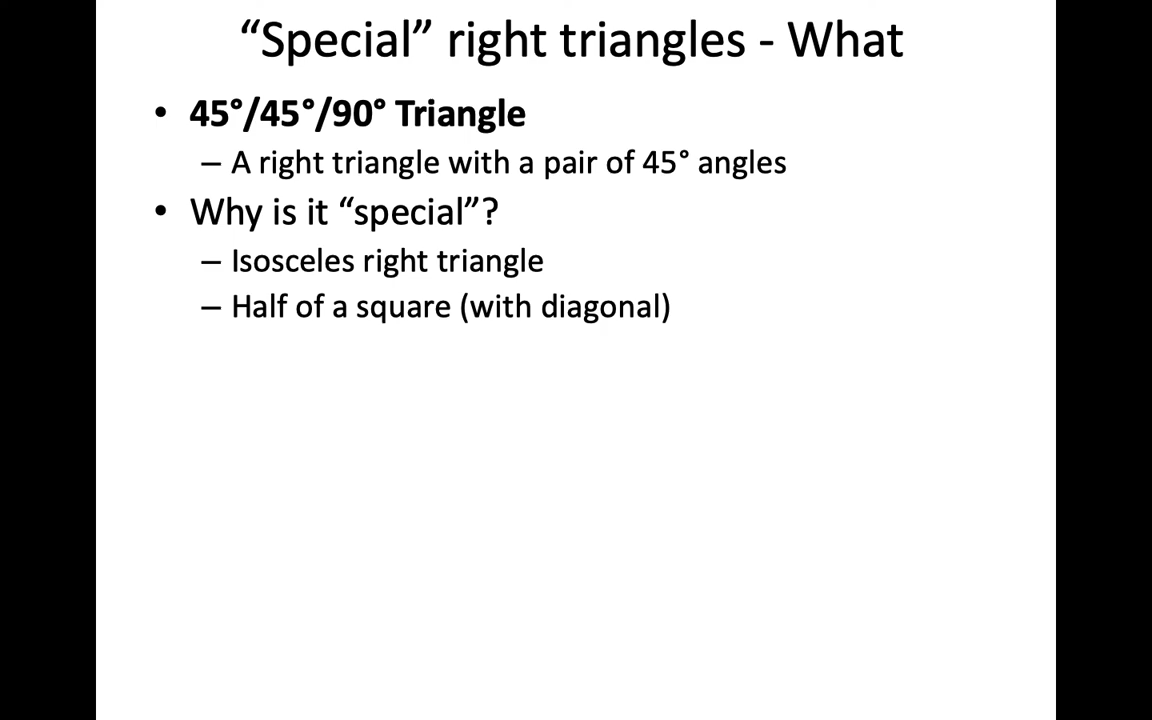 “Special” right triangles - What
• 45°/45°/90° Triangle
– A right triangle with a pair of 45° angles
• Why is it “special”?
– Isosceles right triangle
– Half of a square (with diagonal)